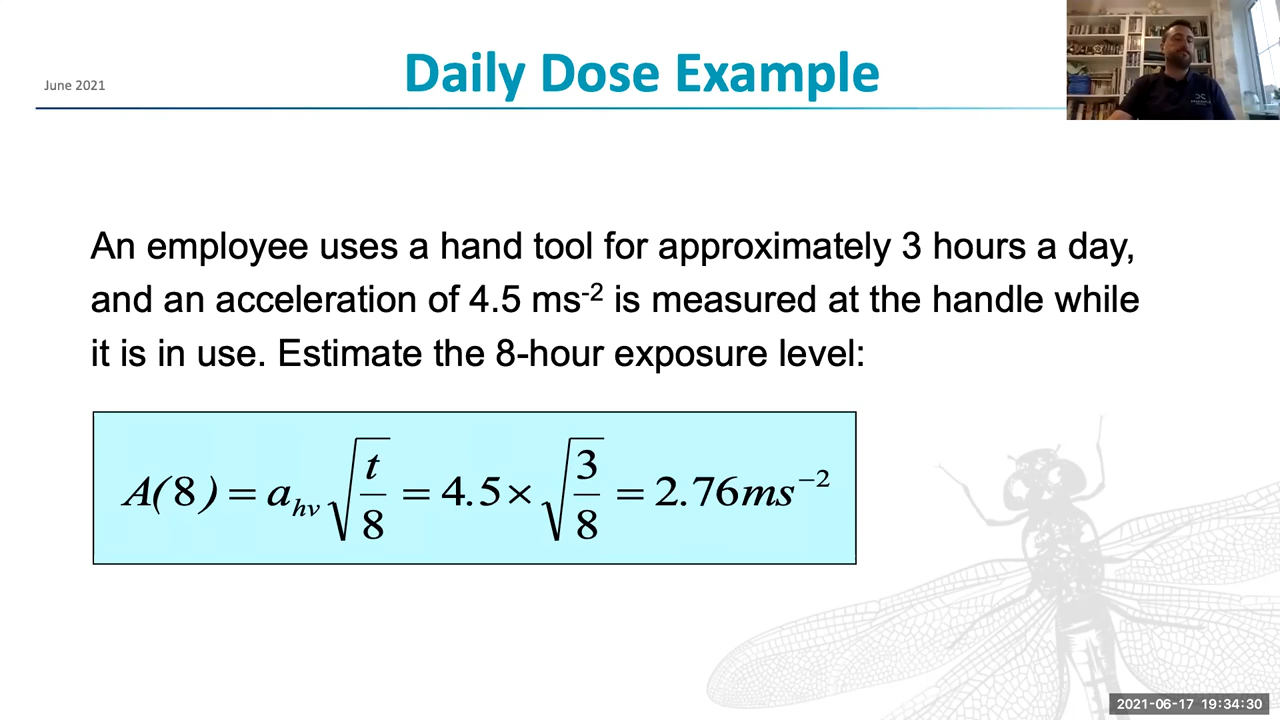 June 2021
Daily Dose Example
An employee uses a hand tool for approximately 3 hours a day,
and an acceleration of 4.5 ms⁻² is measured at the handle while
it is in use. Estimate the 8-hour exposure level:
A(8) = a_hv √(t/8) = 4.5 × √(3/8) = 2.76ms⁻²
2021-06-17 19:34:30